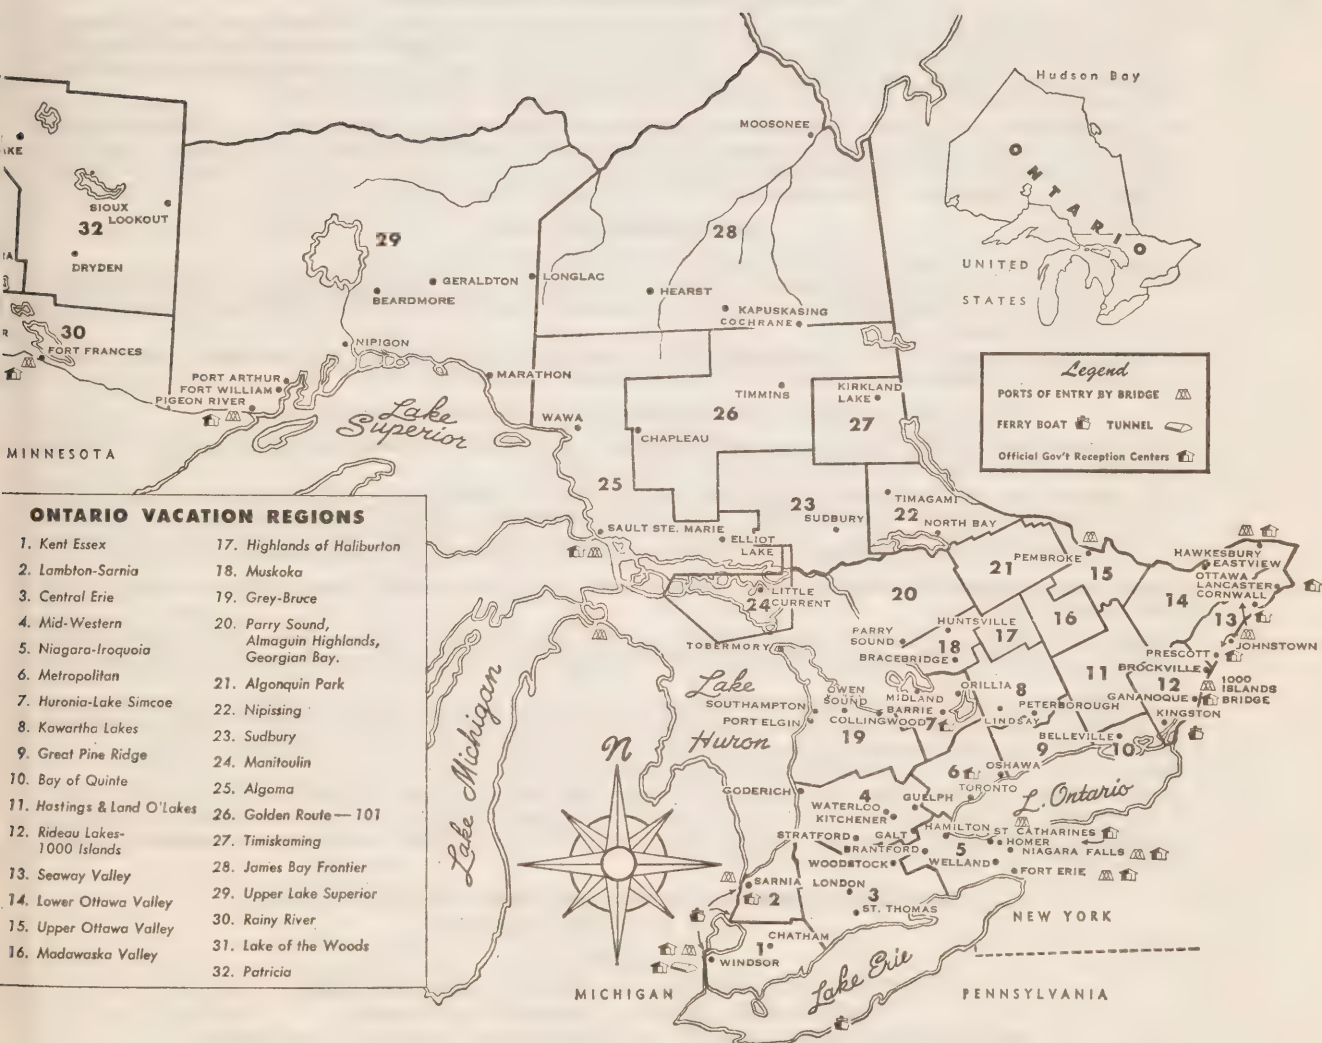 Hudson Bay
ONTARIO
UNITED
STATES
MOOSONEE
SIOUX
LOOKOUT
32
DRYDEN
29
28
GERALDTON
LONGLAC
BEARDMORE
HEARST
KAPUSKASING
COCHRANE
30
FORT FRANCES
NIPIGON
PORT ARTHUR
FORT WILLIAM
PIGEON RIVER
MARATHON
TIMMINS
KIRKLAND
LAKE
26
27
WAWA
CHAPLEAU
Lake
Superior
MINNESOTA
Legend
PORTS OF ENTRY BY BRIDGE
FERRY BOAT
TUNNEL
Official Gov't Reception Centers
ONTARIO VACATION REGIONS
1. Kent Essex
2. Lambton-Sarnia
3. Central Erie
4. Mid-Western
5. Niagara-Iroquoia
6. Metropolitan
7. Huronia-Lake Simcoe
8. Kawartha Lakes
9. Great Pine Ridge
10. Bay of Quinte
11. Hastings & Land O'Lakes
12. Rideau Lakes-
1000 Islands
13. Seaway Valley
14. Lower Ottawa Valley
15. Upper Ottawa Valley
16. Madawaska Valley
17. Highlands of Haliburton
18. Muskoka
19. Grey-Bruce
20. Parry Sound,
Almaguin Highlands,
Georgian Bay.
21. Algonquin Park
22. Nipissing
23. Sudbury
24. Manitoulin
25. Algoma
26. Golden Route — 101
27. Timiskaming
28. James Bay Frontier
29. Upper Lake Superior
30. Rainy River
31. Lake of the Woods
32. Patricia
25
23
SUDBURY
TIMAGAMI
22
NORTH BAY
SAULT STE. MARIE
ELLIOT
LAKE
LITTLE
CURRENT
24
21
PEMBROKE
15
HAWKESBURY
EASTVIEW
OTTAWA
LANCASTER
CORNWALL
14
13
20
16
HUNTSVILLE
17
PARRY
SOUND
18
BRACEBRIDGE
TOBERMORY
JOHNSTOWN
PRESCOTT
BROCKVILLE
11
12
1000
ISLANDS
BRIDGE
GANANOQUE
KINGSTON
Lake
Huron
SOUTHAMPTON
PORT ELGIN
OWEN
SOUND
MIDLAND
BARRIE
COLLINGWOOD
7
ORILLIA
8
PETERBOROUGH
LINDSAY
BELLEVILLE
9
10
19
6
OSHAWA
TORONTO
L. Ontario
Lake Michigan
N
GODERICH
4
WATERLOO
KITCHENER
GUELPH
STRATFORD
GALT
HAMILTON
ST CATHARINES
HOMER
BRANTFORD
5
NIAGARA FALLS
WOODSTOCK
WELLAND
FORT ERIE
SARNIA
LONDON
2
3
ST. THOMAS
NEW YORK
CHATHAM
1
WINDSOR
MICHIGAN
Lake Erie
PENNSYLVANIA